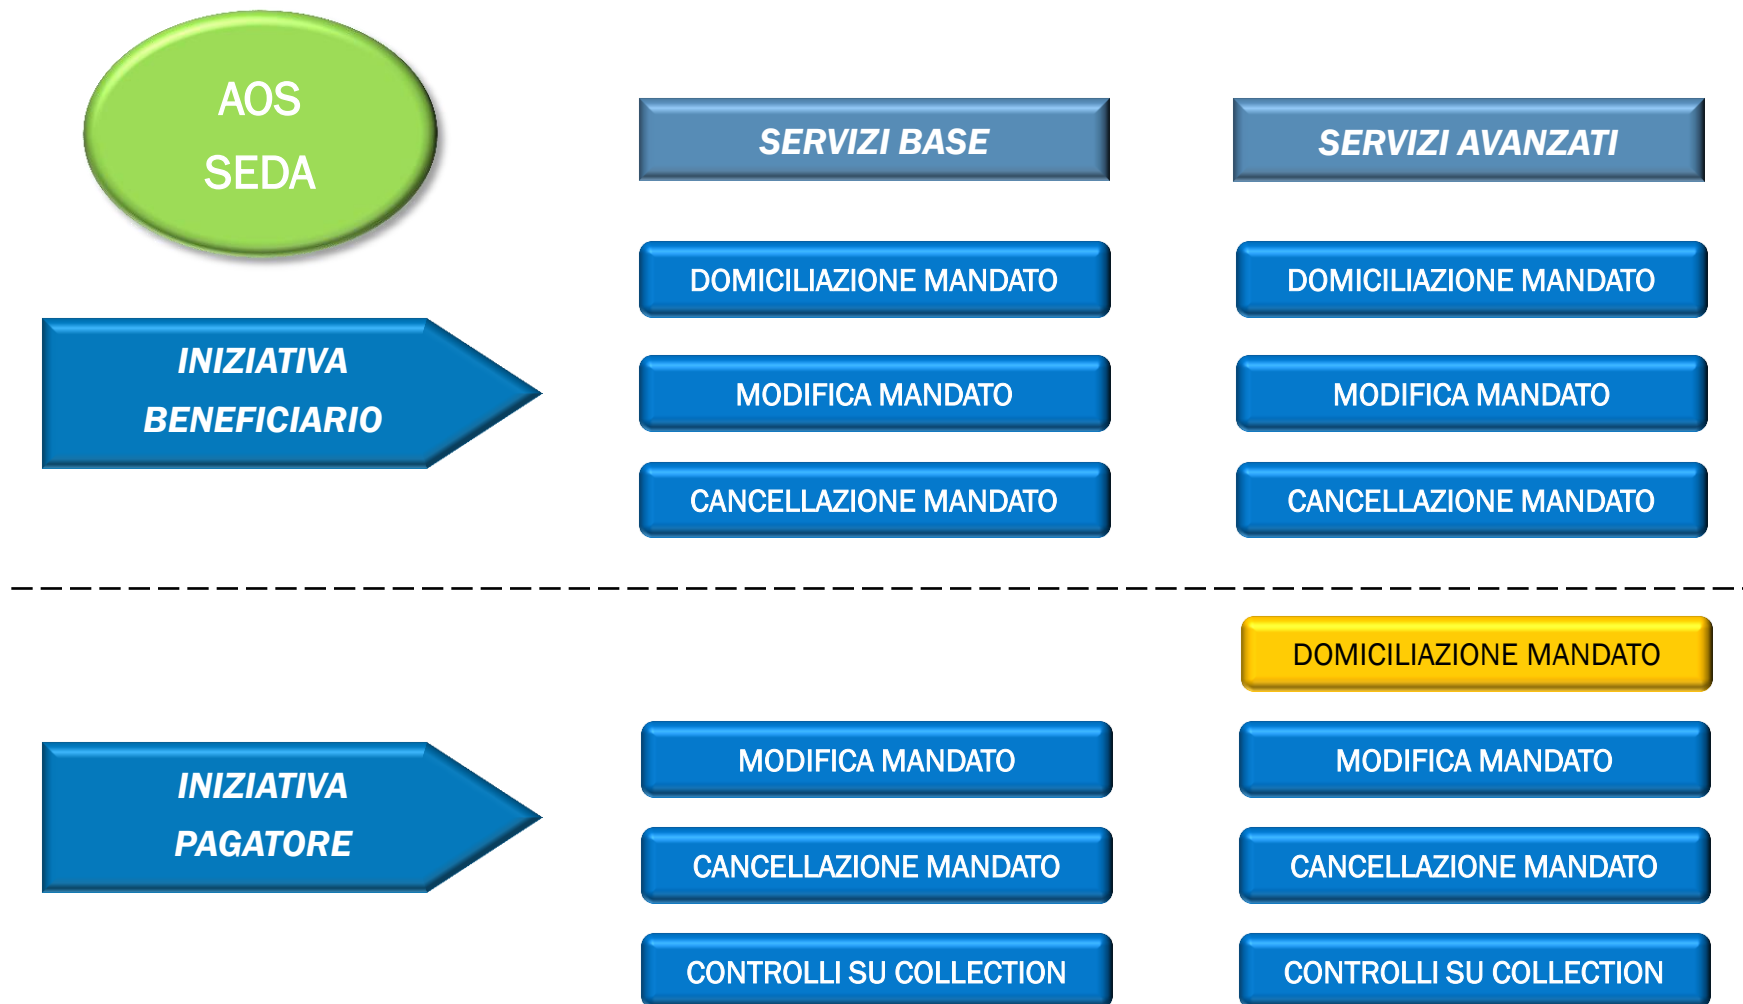 AOS
SEDA
SERVIZI BASE
SERVIZI AVANZATI
INIZIATIVA
BENEFICIARIO
DOMICILIAZIONE MANDATO
DOMICILIAZIONE MANDATO
MODIFICA MANDATO
MODIFICA MANDATO
CANCELLAZIONE MANDATO
CANCELLAZIONE MANDATO
DOMICILIAZIONE MANDATO
INIZIATIVA
PAGATORE
MODIFICA MANDATO
MODIFICA MANDATO
CANCELLAZIONE MANDATO
CANCELLAZIONE MANDATO
CONTROLLI SU COLLECTION
CONTROLLI SU COLLECTION